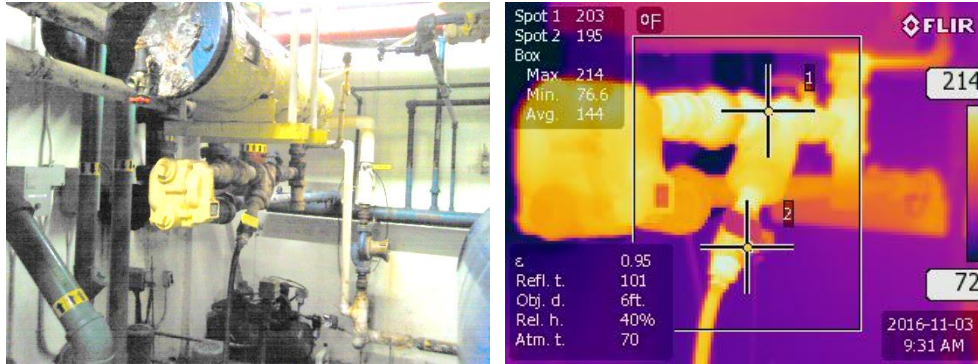 Spot 1 203
Spot 2 195
Box
Max. 214
Min. 76.6
Avg. 144
°F
FLIR
214
1
2
ε 0.95
Refl. t. 101
Obj. d. 6ft.
Rel. h. 40%
Atm. t. 70
72
2016-11-03
9:31 AM